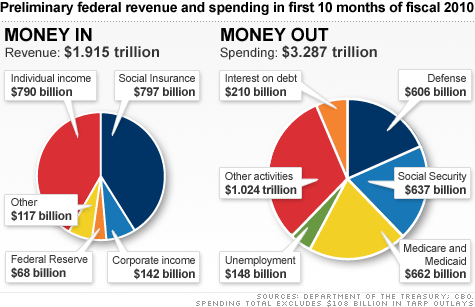 Preliminary federal revenue and spending in first 10 months of fiscal 2010
MONEY IN
Revenue: $1.915 trillion
Individual income
$790 billion
Social Insurance
$797 billion
Other
$117 billion
Federal Reserve
$68 billion
Corporate income
$142 billion
MONEY OUT
Spending: $3.287 trillion
Interest on debt
$210 billion
Defense
$606 billion
Other activities
$1.024 trillion
Social Security
$637 billion
Unemployment
$148 billion
Medicare and
Medicaid
$662 billion
SOURCES: DEPARTMENT OF THE TREASURY; CBO
SPENDING TOTAL EXCLUDES $108 BILLION IN TARP OUTLAYS